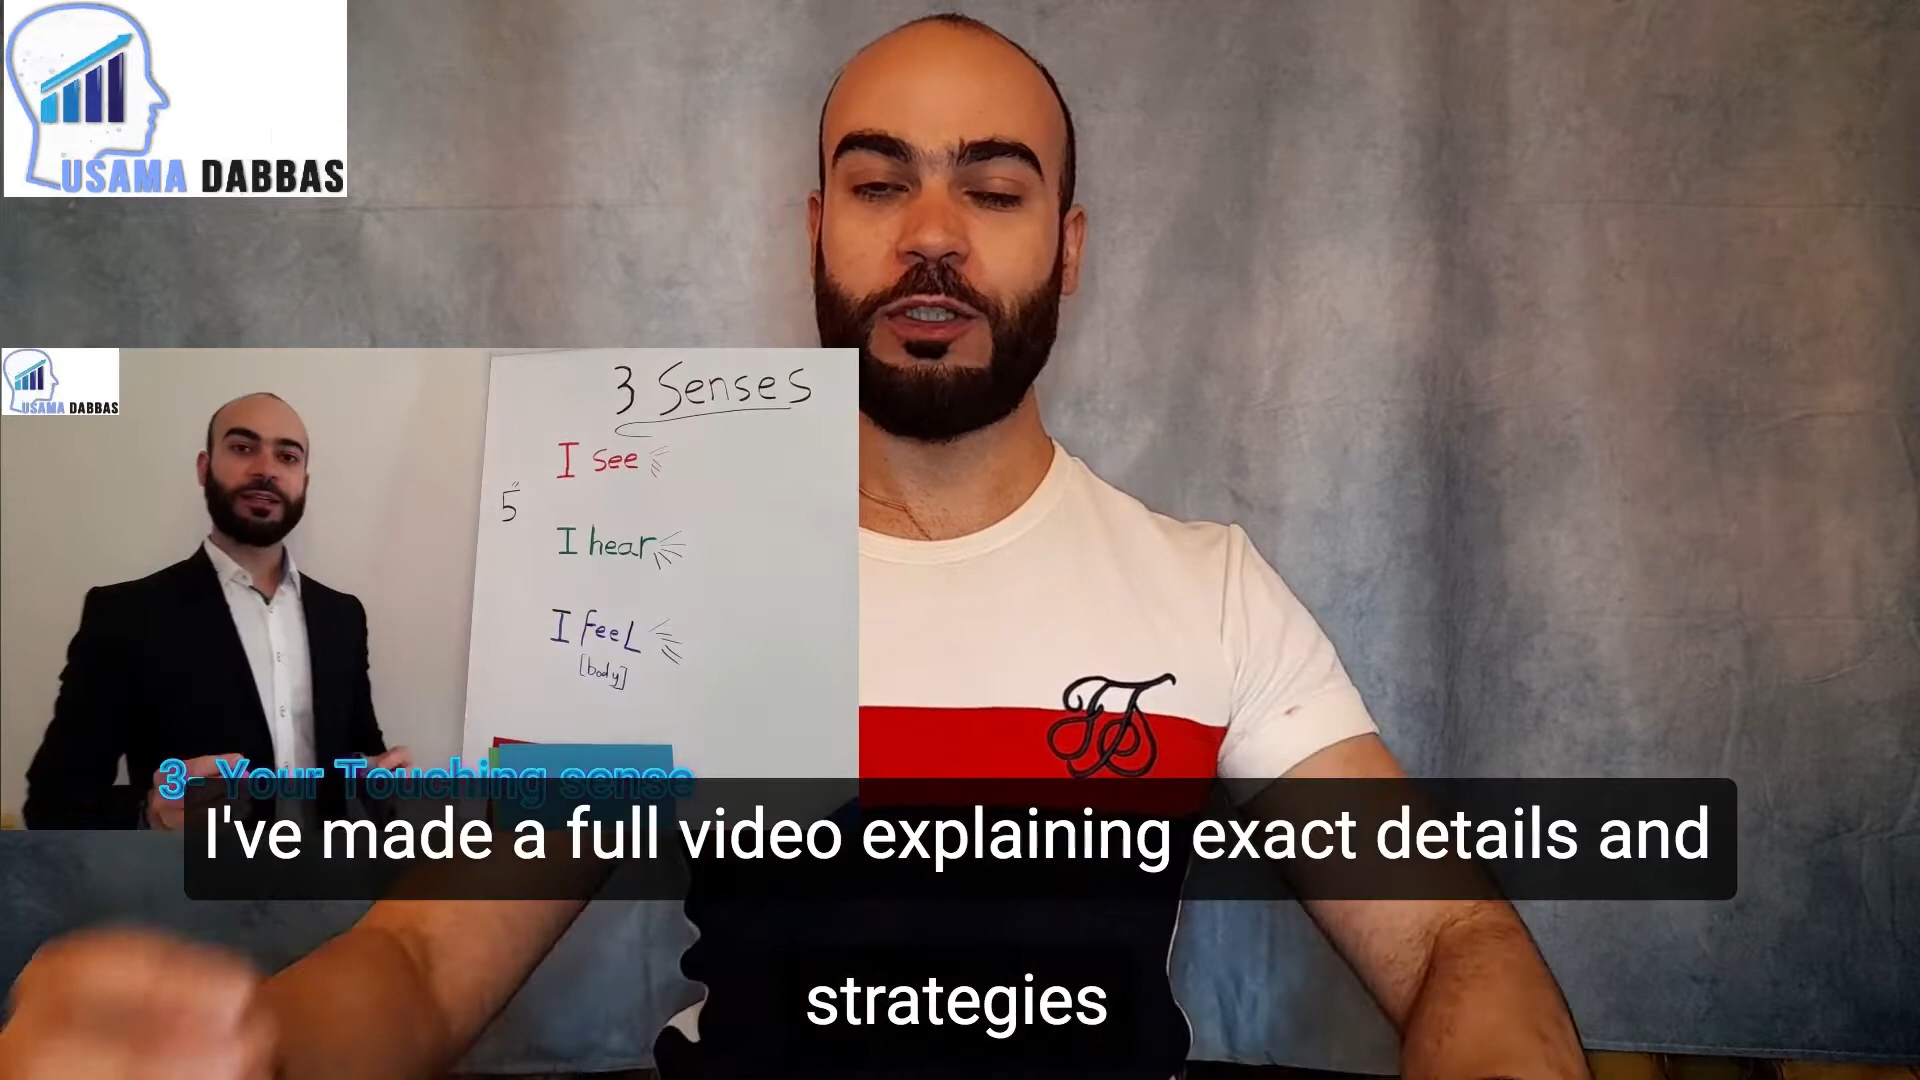 USAMA DABBAS
USAMA DABBAS
3 Senses
I see
5
I hear
I feel
[body]
3- Your Touching sense
I've made a full video explaining exact details and
strategies